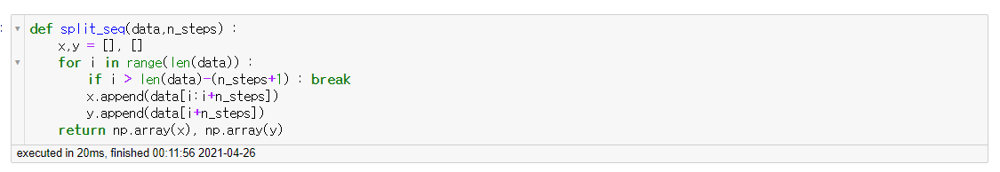 def split_seq(data,n_steps) :
    x,y = [], []
    for i in range(len(data)) :
        if i > len(data)-(n_steps+1) : break
        x.append(data[i:i+n_steps])
        y.append(data[i+n_steps])
    return np.array(x), np.array(y)
executed in 20ms, finished 00:11:56 2021-04-26